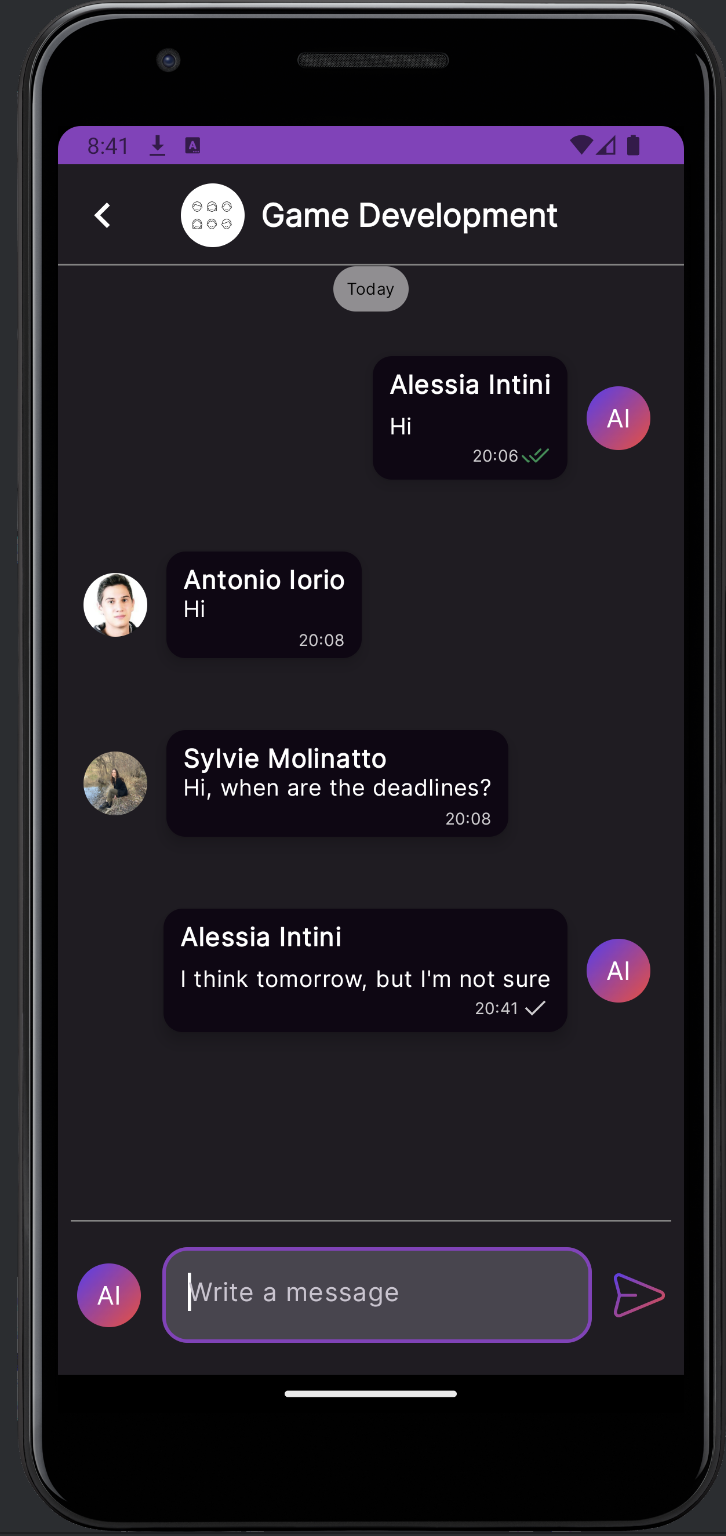 8:41
A
Game Development
Today
Alessia Intini
Hi
20:06
AI
Antonio Iorio
Hi
20:08
Sylvie Molinatto
Hi, when are the deadlines?
20:08
Alessia Intini
I think tomorrow, but I'm not sure
20:41
AI
AI
Write a message